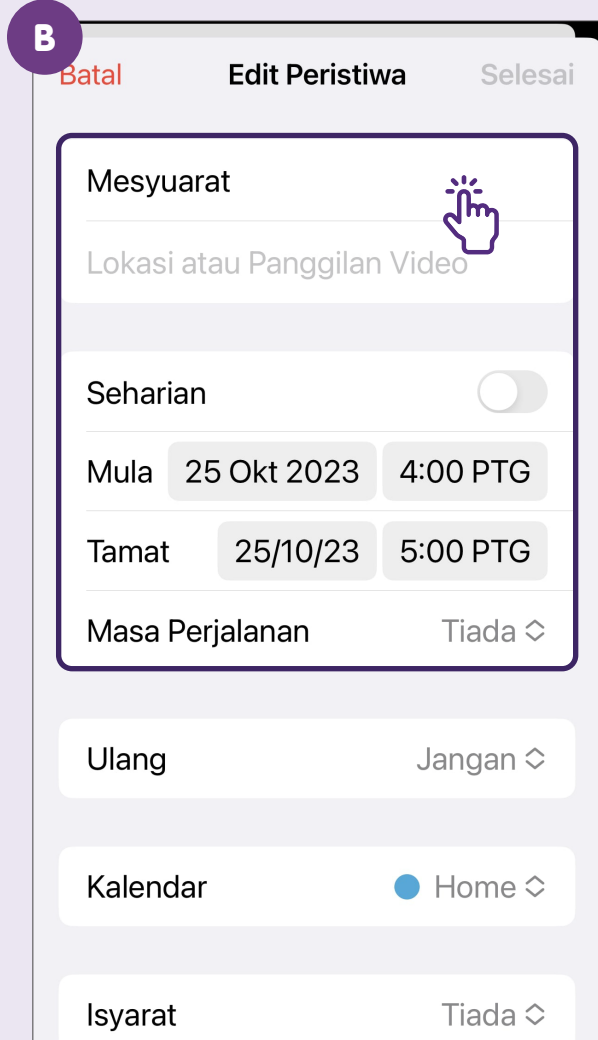 B
Batal Edit Peristiwa Selesai
Mesyuarat
Lokasi atau Panggilan Video
Seharian
Mula 25 Okt 2023 4:00 PTG
Tamat 25/10/23 5:00 PTG
Masa Perjalanan Tiada
Ulang Jangan
Kalendar Home
Isyarat Tiada